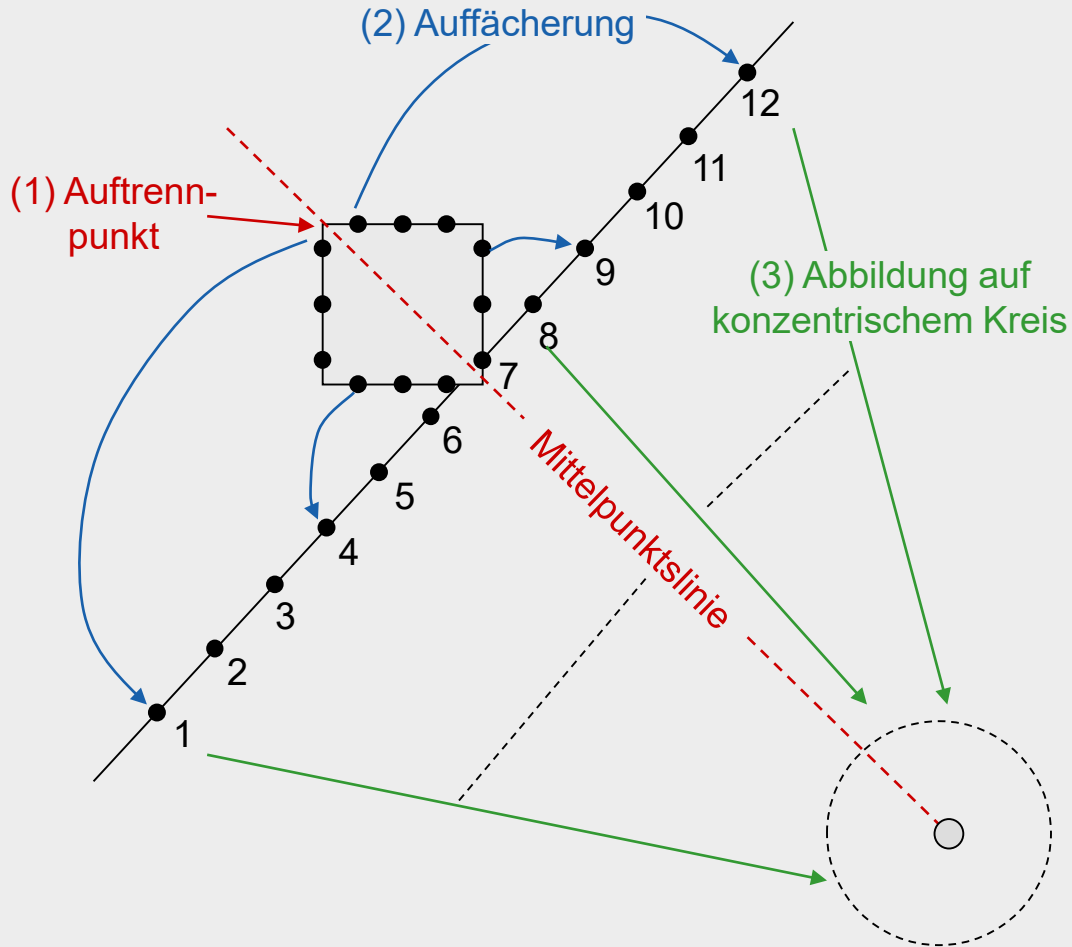 (2) Auffächerung
12
11
(1) Auftrenn-
punkt
10
9
(3) Abbildung auf
konzentrischem Kreis
8
7
6
Mittelpunktslinie
5
4
3
2
1